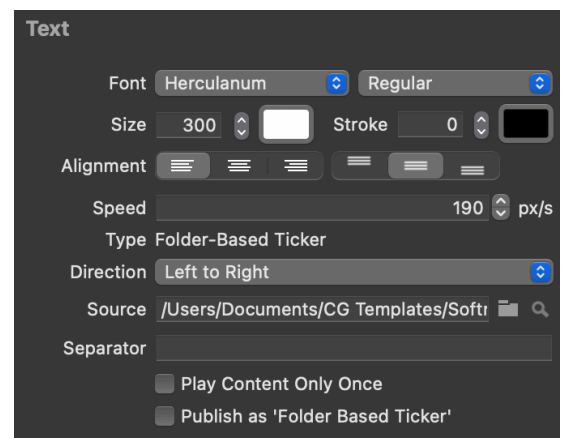 Text
Font Herculanum Regular
Size 300 Stroke 0
Alignment
Speed 190 px/s
Type Folder-Based Ticker
Direction Left to Right
Source /Users/Documents/CG Templates/Softr
Separator
Play Content Only Once
Publish as 'Folder Based Ticker'